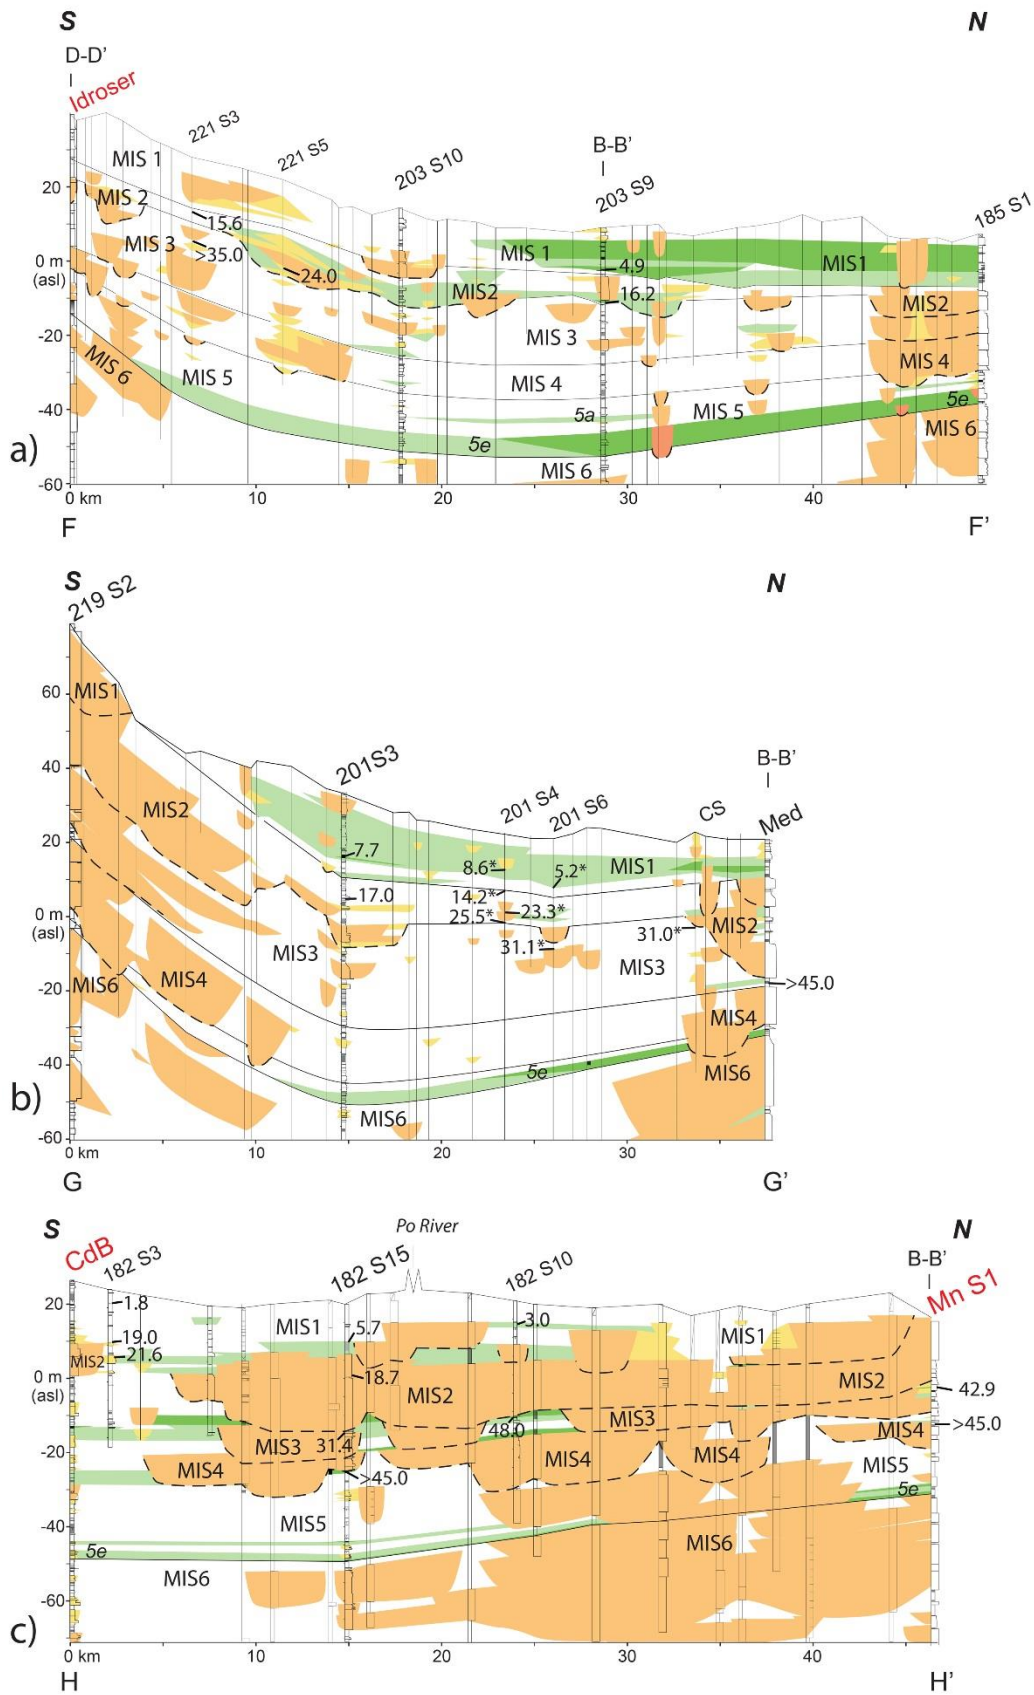 S
N
D-D’
Idroser
221 S3
221 S5
203 S10
B-B’
203 S9
185 S1
MIS 1
20
MIS 2
15.6
MIS 3
>35.0
MIS 1
MIS1
0 m
(asl)
24.0
4.9
MIS2
16.2
MIS2
-20
MIS 3
MIS 4
MIS 6
MIS 5
MIS 4
-40
5a
MIS 5
5e
5e
MIS 6
a)
MIS 6
-60
0 km
10
20
30
40
F
F’
S
N
219 S2
60
MIS1
B-B’
40
201S3
MIS2
201 S4
201 S6
CS
Med
20
7.7
8.6*
5.2*
MIS1
17.0
14.2*
23.3*
0 m
(asl)
25.5*
31.0*
MIS2
MIS3
31.1*
MIS3
MIS6
MIS4
>45.0
-20
MIS4
-40
5e
MIS6
b)
MIS6
-60
0 km
10
20
30
G
G’
S
Po River
N
CdB
182 S3
182 S15
182 S10
B-B’
Mn S1
20
1.8
3.0
19.0
MIS1
5.7
MIS1
MIS2
21.6
0 m
(asl)
18.7
MIS2
MIS2
42.9
MIS3
48.0
MIS3
>45.0
31.4
MIS4
-20
MIS4
MIS4
MIS4
>45.0
MIS5
5e
-40
MIS5
5e
MIS6
MIS6
-60
c)
0 km
10
20
30
40
H
H’